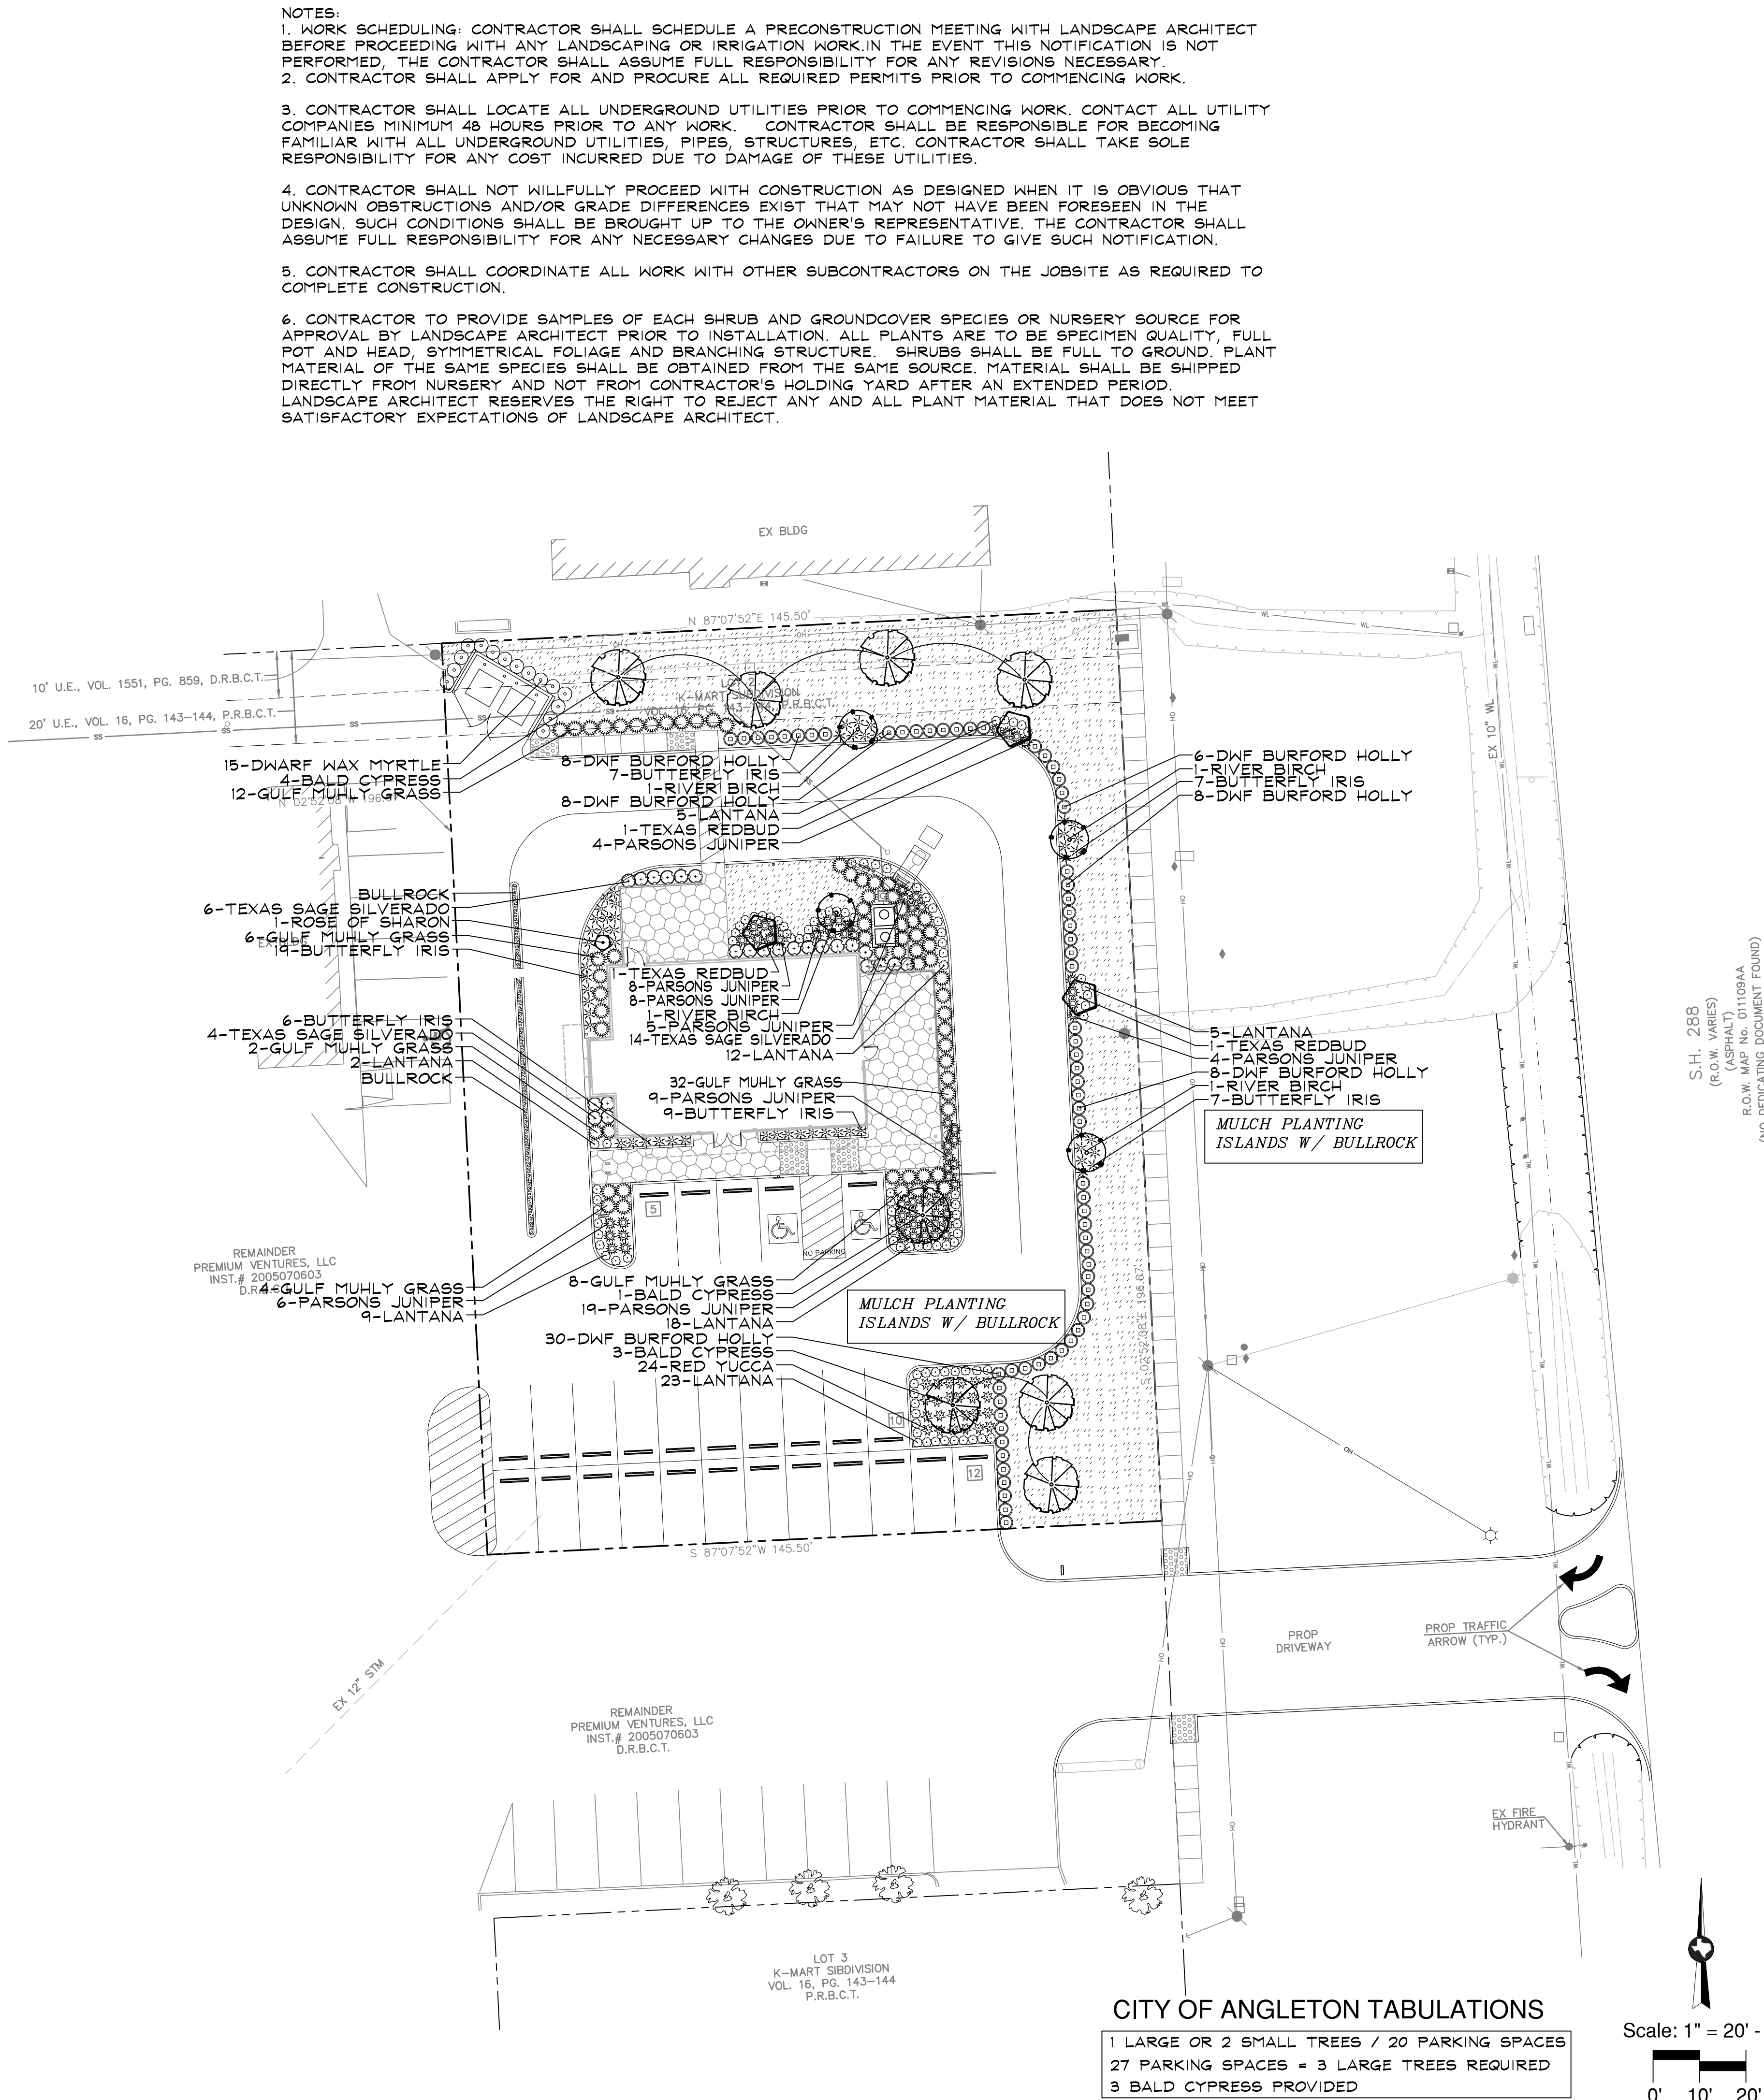 NOTES:
1. WORK SCHEDULING: CONTRACTOR SHALL SCHEDULE A PRECONSTRUCTION MEETING WITH LANDSCAPE ARCHITECT
BEFORE PROCEEDING WITH ANY LANDSCAPING OR IRRIGATION WORK.IN THE EVENT THIS NOTIFICATION IS NOT
PERFORMED, THE CONTRACTOR SHALL ASSUME FULL RESPONSIBILITY FOR ANY REVISIONS NECESSARY.
2. CONTRACTOR SHALL APPLY FOR AND PROCURE ALL REQUIRED PERMITS PRIOR TO COMMENCING WORK.
3. CONTRACTOR SHALL LOCATE ALL UNDERGROUND UTILITIES PRIOR TO COMMENCING WORK. CONTACT ALL UTILITY
COMPANIES MINIMUM 48 HOURS PRIOR TO ANY WORK. CONTRACTOR SHALL BE RESPONSIBLE FOR BECOMING
FAMILIAR WITH ALL UNDERGROUND UTILITIES, PIPES, STRUCTURES, ETC. CONTRACTOR SHALL TAKE SOLE
RESPONSIBILITY FOR ANY COST INCURRED DUE TO DAMAGE OF THESE UTILITIES.
4. CONTRACTOR SHALL NOT WILLFULLY PROCEED WITH CONSTRUCTION AS DESIGNED WHEN IT IS OBVIOUS THAT
UNKNOWN OBSTRUCTIONS AND/OR GRADE DIFFERENCES EXIST THAT MAY NOT HAVE BEEN FORESEEN IN THE
DESIGN. SUCH CONDITIONS SHALL BE BROUGHT UP TO THE OWNER'S REPRESENTATIVE. THE CONTRACTOR SHALL
ASSUME FULL RESPONSIBILITY FOR ANY NECESSARY CHANGES DUE TO FAILURE TO GIVE SUCH NOTIFICATION.
5. CONTRACTOR SHALL COORDINATE ALL WORK WITH OTHER SUBCONTRACTORS ON THE JOBSITE AS REQUIRED TO
COMPLETE CONSTRUCTION.
6. CONTRACTOR TO PROVIDE SAMPLES OF EACH SHRUB AND GROUNDCOVER SPECIES OR NURSERY SOURCE FOR
APPROVAL BY LANDSCAPE ARCHITECT PRIOR TO INSTALLATION. ALL PLANTS ARE TO BE SPECIMEN QUALITY, FULL
POT AND HEAD, SYMMETRICAL FOLIAGE AND BRANCHING STRUCTURE. SHRUBS SHALL BE FULL TO GROUND. PLANT
MATERIAL OF THE SAME SPECIES SHALL BE OBTAINED FROM THE SAME SOURCE. MATERIAL SHALL BE SHIPPED
DIRECTLY FROM NURSERY AND NOT FROM CONTRACTOR'S HOLDING YARD AFTER AN EXTENDED PERIOD.
LANDSCAPE ARCHITECT RESERVES THE RIGHT TO REJECT ANY AND ALL PLANT MATERIAL THAT DOES NOT MEET
SATISFACTORY EXPECTATIONS OF LANDSCAPE ARCHITECT.
EX BLDG
N 87°07'52"E 145.50'
10' U.E., VOL. 1551, PG. 859, D.R.B.C.T.
20' U.E., VOL. 16, PG. 143-144, P.R.B.C.T.
LOT 2
K-MART SUBDIVISION
VOL. 16, PG. 143-144, P.R.B.C.T.
15-DWARF WAX MYRTLE
4-BALD CYPRESS
12-GULF MUHLY GRASS
N 02°52'08"W 196.67'
8-DWF BURFORD HOLLY
7-BUTTERFLY IRIS
1-RIVER BIRCH
8-DWF BURFORD HOLLY
5-LANTANA
1-TEXAS REDBUD
4-PARSONS JUNIPER
6-DWF BURFORD HOLLY
1-RIVER BIRCH
7-BUTTERFLY IRIS
8-DWF BURFORD HOLLY
EX 10" WL
BULLROCK
6-TEXAS SAGE SILVERADO
1-ROSE OF SHARON
6-GULF MUHLY GRASS
19-BUTTERFLY IRIS
1-TEXAS REDBUD
8-PARSONS JUNIPER
8-PARSONS JUNIPER
1-RIVER BIRCH
5-PARSONS JUNIPER
14-TEXAS SAGE SILVERADO
12-LANTANA
6-BUTTERFLY IRIS
4-TEXAS SAGE SILVERADO
2-GULF MUHLY GRASS
2-LANTANA
BULLROCK
32-GULF MUHLY GRASS
9-PARSONS JUNIPER
9-BUTTERFLY IRIS
5-LANTANA
1-TEXAS REDBUD
4-PARSONS JUNIPER
8-DWF BURFORD HOLLY
1-RIVER BIRCH
7-BUTTERFLY IRIS
MULCH PLANTING
ISLANDS W/ BULLROCK
S.H. 288
(R.O.W. VARIES)
(ASPHALT)
R.O.W. MAP No. 011109AA
(NO DEDICATING DOCUMENT FOUND)
5
NO PARKING
REMAINDER
PREMIUM VENTURES, LLC
INST.# 2005070603
4-GULF MUHLY GRASS
6-PARSONS JUNIPER
9-LANTANA
8-GULF MUHLY GRASS
1-BALD CYPRESS
19-PARSONS JUNIPER
18-LANTANA
30-DWF BURFORD HOLLY
3-BALD CYPRESS
24-RED YUCCA
23-LANTANA
MULCH PLANTING
ISLANDS W/ BULLROCK
S 02°52'08"E 196.67'
10
12
S 87°07'52"W 145.50'
EX 12" STM
PROP
DRIVEWAY
PROP TRAFFIC
ARROW (TYP.)
REMAINDER
PREMIUM VENTURES, LLC
INST.# 2005070603
D.R.B.C.T.
EX FIRE
HYDRANT
LOT 3
K-MART SIBDIVISION
VOL. 16, PG. 143-144
P.R.B.C.T.
CITY OF ANGLETON TABULATIONS
1 LARGE OR 2 SMALL TREES / 20 PARKING SPACES
27 PARKING SPACES = 3 LARGE TREES REQUIRED
3 BALD CYPRESS PROVIDED
Scale: 1" = 20' -
0' 10' 20'